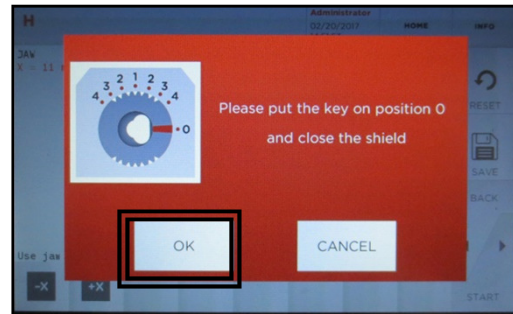 H
Administrator
02/20/2017
HOME
INFO
JAW
X - 11
4 3 2 1 2 3 4
0
Please put the key on position 0
and close the shield
RESET
SAVE
BACK
OK
CANCEL
Use jaw
-X
+X
START